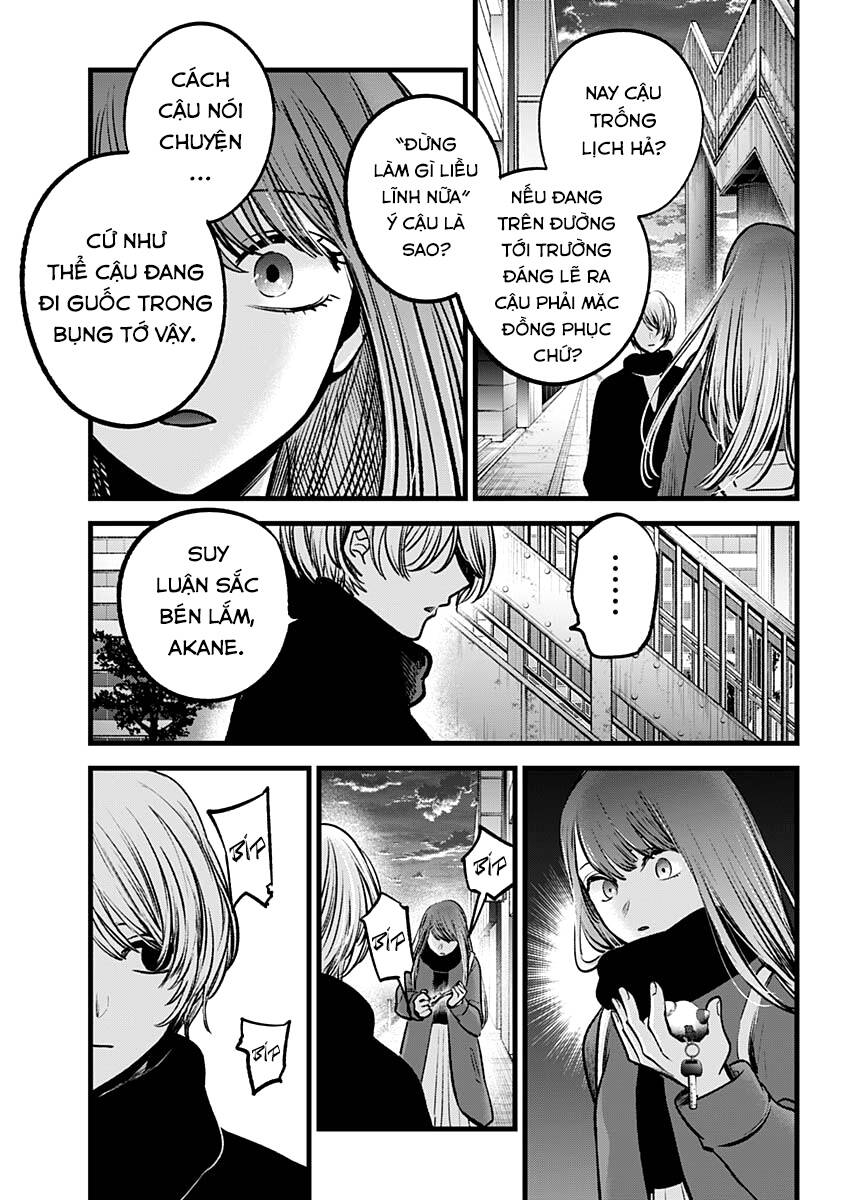 NAY CẬU
TRỐNG
LỊCH HẢ?
NẾU ĐANG
TRÊN ĐƯỜNG
TỚI TRƯỜNG
ĐÁNG LẼ RA
CẬU PHẢI MẶC
ĐỒNG PHỤC
CHỨ?
“ĐỪNG
LÀM GÌ LIỀU
LĨNH NỮA“
Ý CẬU LÀ
SAO?
CÁCH
CẬU NÓI
CHUYỆN
...
CỨ NHƯ
THỂ CẬU ĐANG
ĐI GUỐC TRONG
BỤNG TỚ VẬY.
......
SUY
LUẬN SẮC
BÉN LẮM,
AKANE.
BÍP
BÍP
BÍP
BÍP